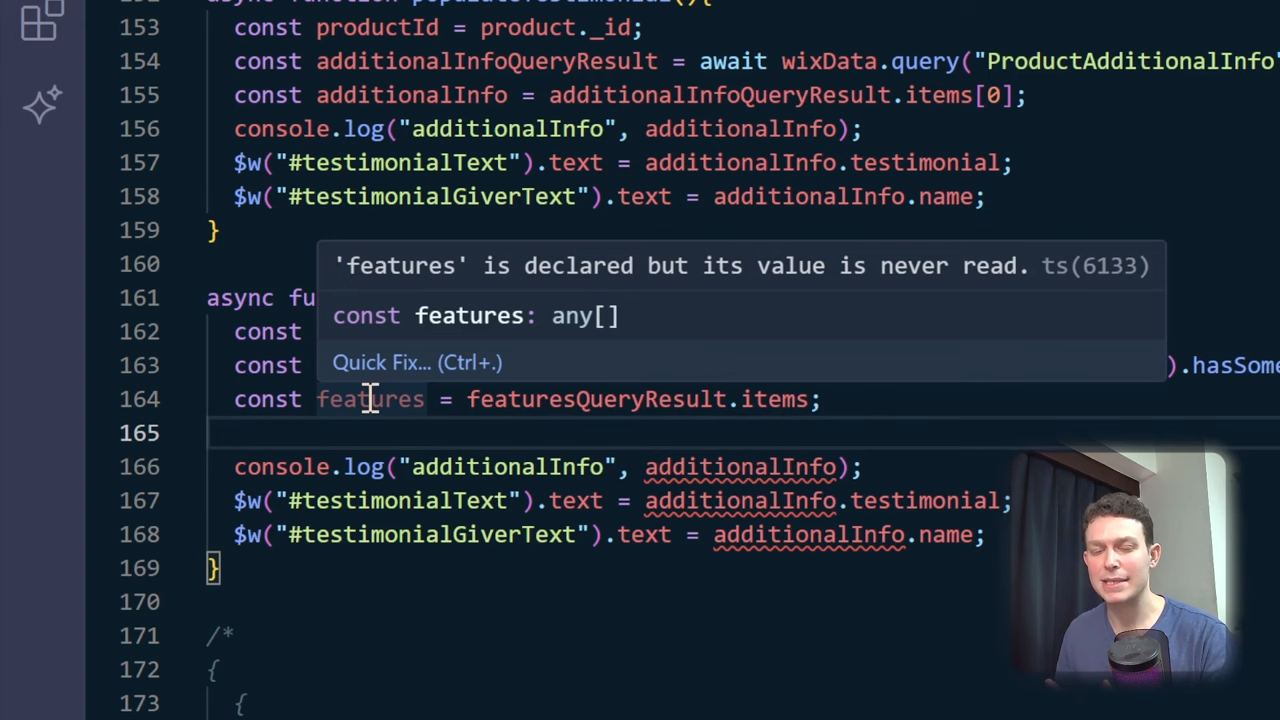 153 const productId = product._id;
154 const additionalInfoQueryResult = await wixData.query("ProductAdditionalInfo"
155 const additionalInfo = additionalInfoQueryResult.items[0];
156 console.log("additionalInfo", additionalInfo);
157 $w("#testimonialText").text = additionalInfo.testimonial;
158 $w("#testimonialGiverText").text = additionalInfo.name;
159 }
160
'features' is declared but its value is never read. ts(6133)
161 async fu
const features: any[]
162 const
Quick Fix... (Ctrl+.)
163 const ).hasSome
164 const features = featuresQueryResult.items;
165
166 console.log("additionalInfo", additionalInfo);
167 $w("#testimonialText").text = additionalInfo.testimonial;
168 $w("#testimonialGiverText").text = additionalInfo.name;
169 }
170
171 /*
172 {
173 {